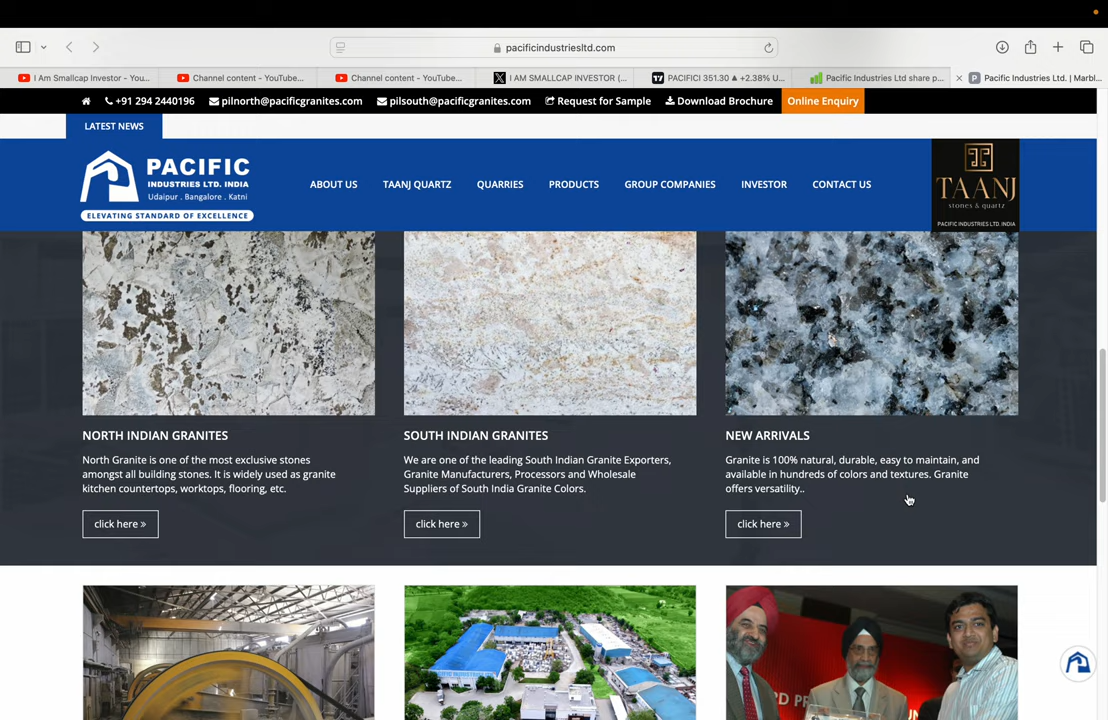 pacificindustriesltd.com
I Am Smallcap Investor - You...
Channel content - YouTube...
Channel content - YouTube...
I AM SMALLCAP INVESTOR (...
PACIFICI 351.30 ▲ +2.38% U...
Pacific Industries Ltd share p...
Pacific Industries Ltd. | Marbl...
+91 294 2440196
pilnorth@pacificgranites.com
pilsouth@pacificgranites.com
Request for Sample
Download Brochure
Online Enquiry
LATEST NEWS
PACIFIC
INDUSTRIES LTD. INDIA
Udaipur . Bangalore . Katni
ELEVATING STANDARD OF EXCELLENCE
ABOUT US
TAANJ QUARTZ
QUARRIES
PRODUCTS
GROUP COMPANIES
INVESTOR
CONTACT US
TAANJ
stones & quartz
PACIFIC INDUSTRIES LTD. INDIA
NORTH INDIAN GRANITES
North Granite is one of the most exclusive stones
amongst all building stones. It is widely used as granite
kitchen countertops, worktops, flooring, etc.
click here »
SOUTH INDIAN GRANITES
We are one of the leading South Indian Granite Exporters,
Granite Manufacturers, Processors and Wholesale
Suppliers of South India Granite Colors.
click here »
NEW ARRIVALS
Granite is 100% natural, durable, easy to maintain, and
available in hundreds of colors and textures. Granite
offers versatility..
click here »